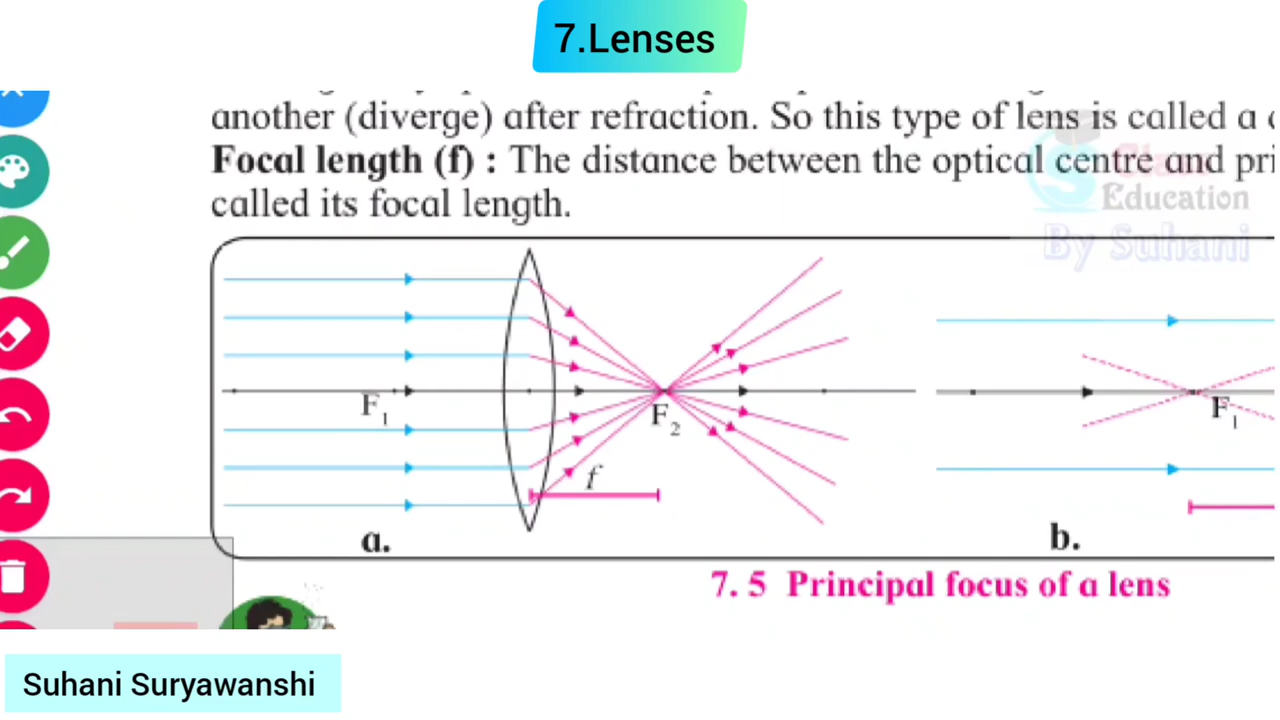 7.Lenses
another (diverge) after refraction. So this type of lens is called a
Focal length (f) : The distance between the optical centre and pri
called its focal length.
Education
By Suhani
F1
F2
f
a.
F1
b.
7. 5 Principal focus of a lens
Suhani Suryawanshi